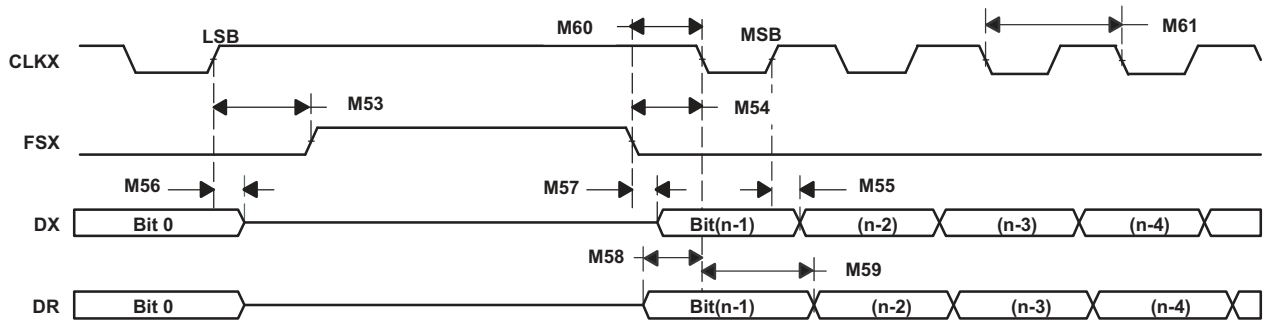 LSB
M60
MSB
M61
CLKX
M53
M54
FSX
M56
M57
M55
DX
Bit 0
Bit(n-1)
(n-2)
(n-3)
(n-4)
M58
M59
DR
Bit 0
Bit(n-1)
(n-2)
(n-3)
(n-4)